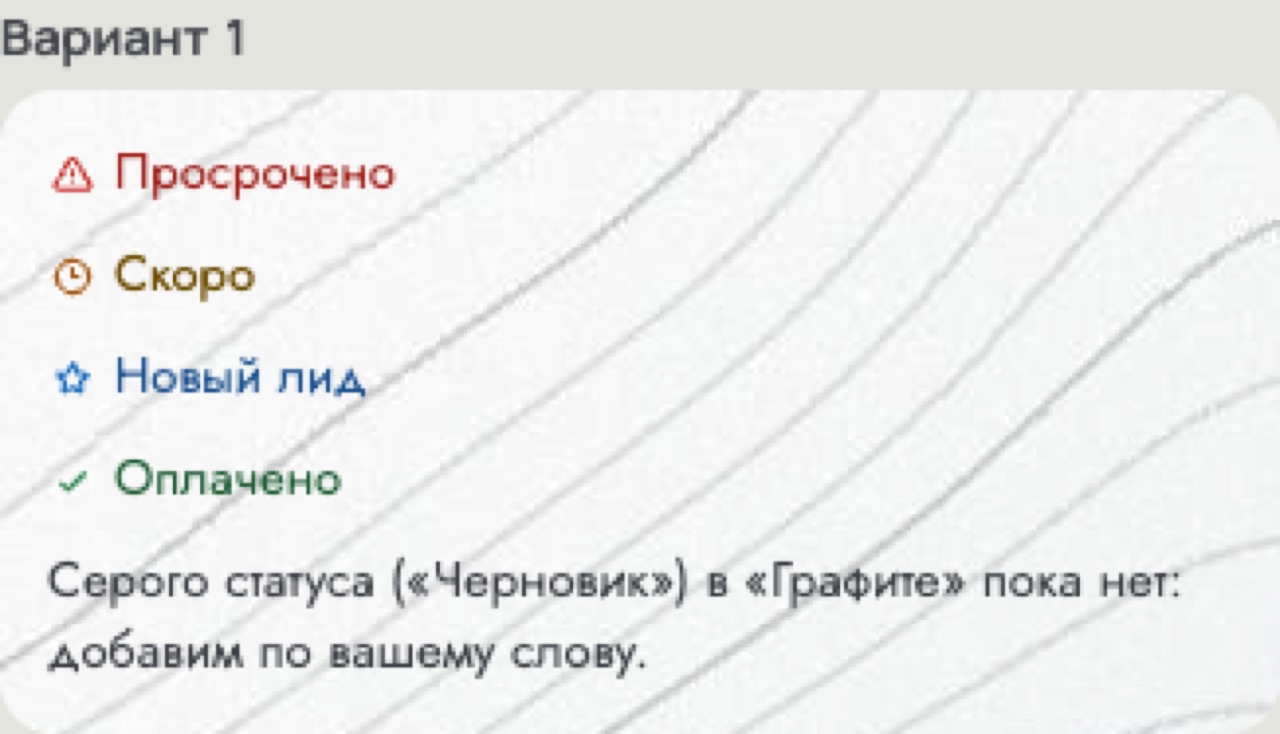 Вариант 1
Просрочено
Скоро
Новый лид
Оплачено
Серого статуса («Черновик») в «Графите» пока нет:
добавим по вашему слову.